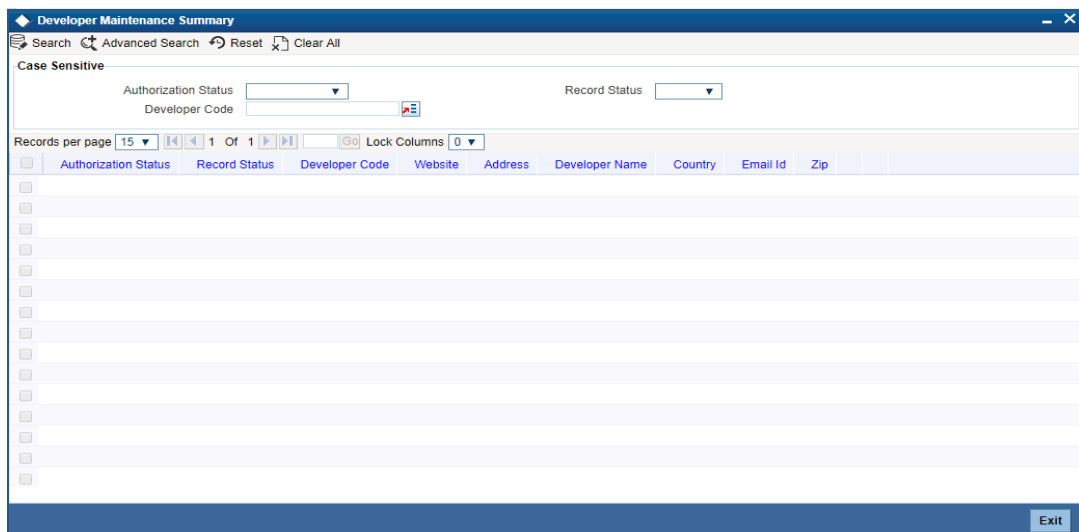 Developer Maintenance Summary
Search Advanced Search Reset Clear All
Case Sensitive
Authorization Status Record Status
Developer Code
Records per page 15 1 Of 1 Go Lock Columns 0
Authorization Status Record Status Developer Code Website Address Developer Name Country Email Id Zip
Exit